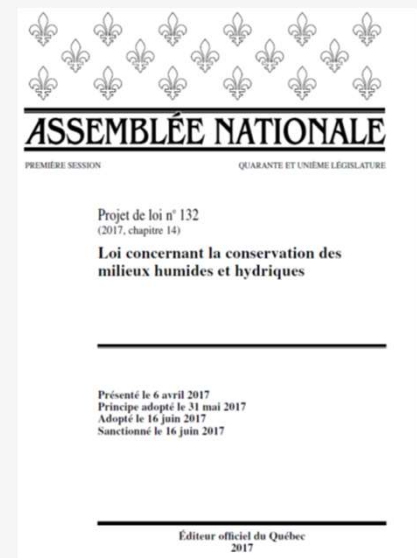 ASSEMBLÉE NATIONALE
PREMIÈRE SESSION QUARANTE ET UNIÈME LÉGISLATURE
Projet de loi n° 132
(2017, chapitre 14)
Loi concernant la conservation des
milieux humides et hydriques
Présenté le 6 avril 2017
Principe adopté le 31 mai 2017
Adopté le 16 juin 2017
Sanctionné le 16 juin 2017
Éditeur officiel du Québec
2017